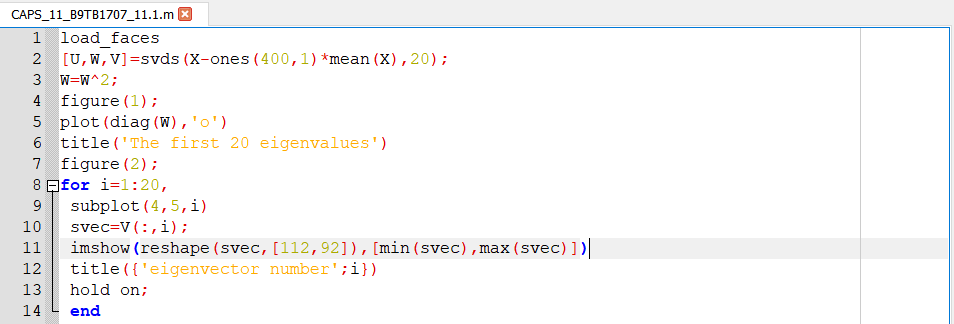 CAPS_11_B9TB1707_11.1.m
1 load_faces
2 [U,W,V]=svds(X-ones(400,1)*mean(X),20);
3 W=W^2;
4 figure(1);
5 plot(diag(W),'o')
6 title('The first 20 eigenvalues')
7 figure(2);
8 for i=1:20,
9 subplot(4,5,i)
10 svec=V(:,i);
11 imshow(reshape(svec,[112,92]),[min(svec),max(svec)])
12 title({'eigenvector number';i})
13 hold on;
14 end